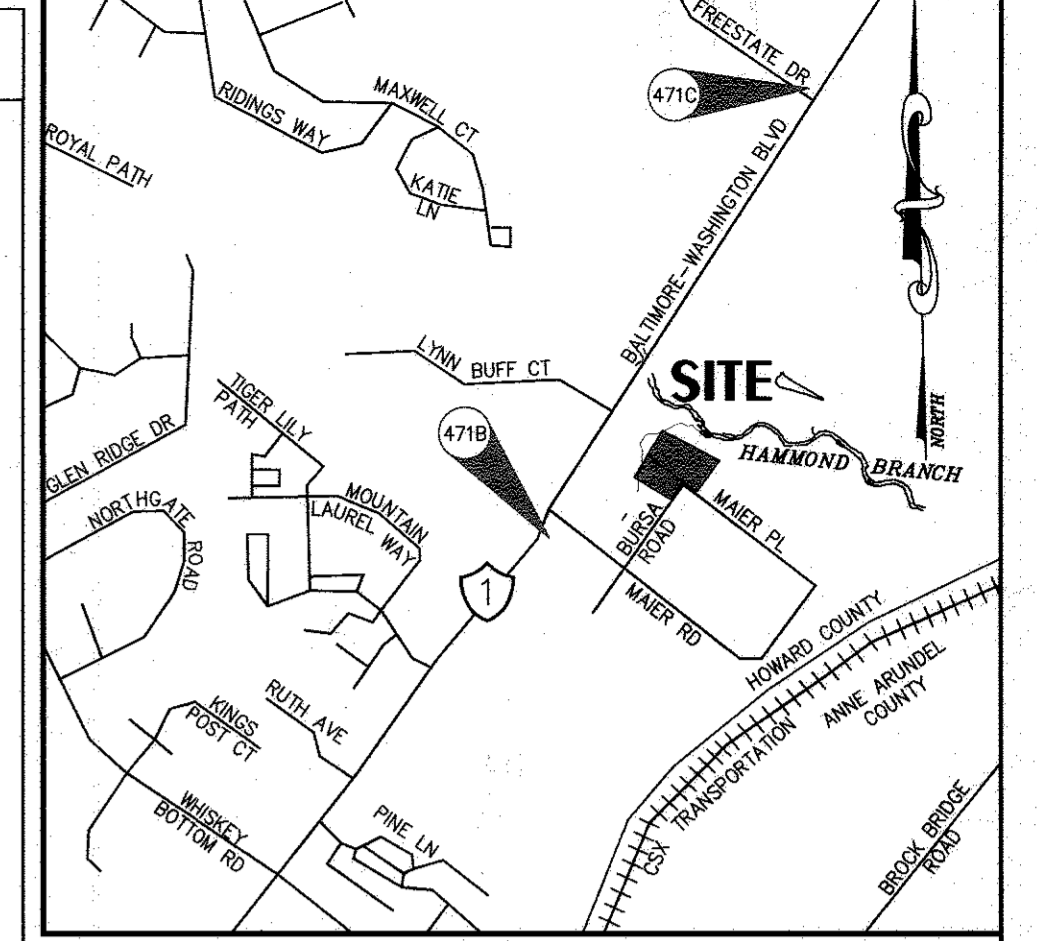 FREESTATE DR
471C
RIDINGS WAY
MAXWELL CT
ROYAL PATH
KATIE
LN
BALTIMORE-WASHINGTON BLVD
LYNN BUFF CT
SITE
NORTH
TIGER LILY
PATH
471B
HAMMOND BRANCH
GLEN RIDGE DR
NORTHGATE
ROAD
MOUNTAIN
LAUREL WAY
BURSA
ROAD
MAIER PL
1
MAIER RD
HOWARD COUNTY
ANNE ARUNDEL
COUNTY
KINGS
POST CT
RUTH AVE
CSX TRANSPORTATION
WHISKEY
BOTTOM RD
PINE LN
BROCK BRIDGE
ROAD